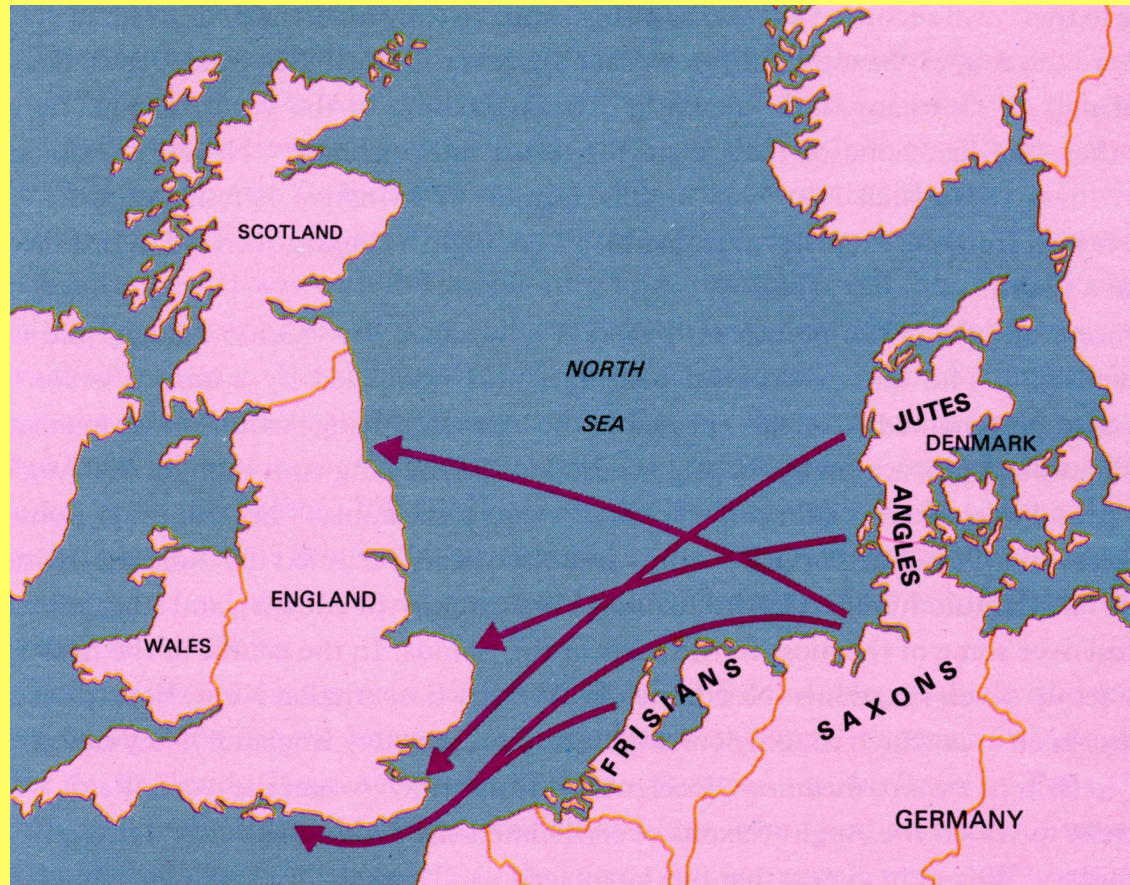 SCOTLAND
NORTH
SEA
JUTES
DENMARK
ANGLES
ENGLAND
WALES
FRISIANS
SAXONS
GERMANY